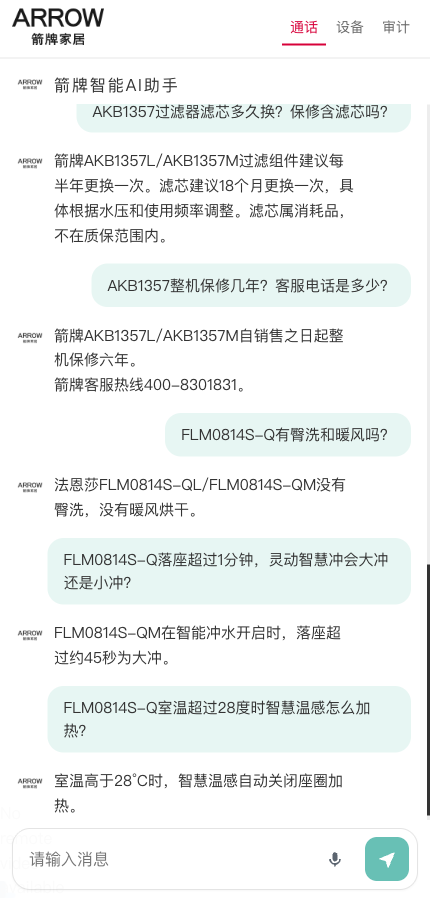 ARROW
箭牌家居
通话 设备 审计
ARROW
箭牌家居
箭牌智能AI助手
AKB1357过滤器滤芯多久换？保修含滤芯吗？
ARROW
箭牌家居
箭牌AKB1357L/AKB1357M过滤组件建议每
半年更换一次。滤芯建议18个月更换一次，具
体根据水压和使用频率调整。滤芯属消耗品，
不在质保范围内。
AKB1357整机保修几年？客服电话是多少？
ARROW
箭牌家居
箭牌AKB1357L/AKB1357M自销售之日起整
机保修六年。
箭牌客服热线400-8301831。
FLM0814S-Q有臀洗和暖风吗？
ARROW
箭牌家居
法恩莎FLM0814S-QL/FLM0814S-QM没有
臀洗，没有暖风烘干。
FLM0814S-Q落座超过1分钟，灵动智慧冲会大冲
还是小冲？
ARROW
箭牌家居
FLM0814S-QM在智能冲水开启时，落座超
过约45秒为大冲。
FLM0814S-Q室温超过28度时智慧温感怎么加
热？
ARROW
箭牌家居
室温高于28°C时，智慧温感自动关闭座圈加
热。
请输入消息